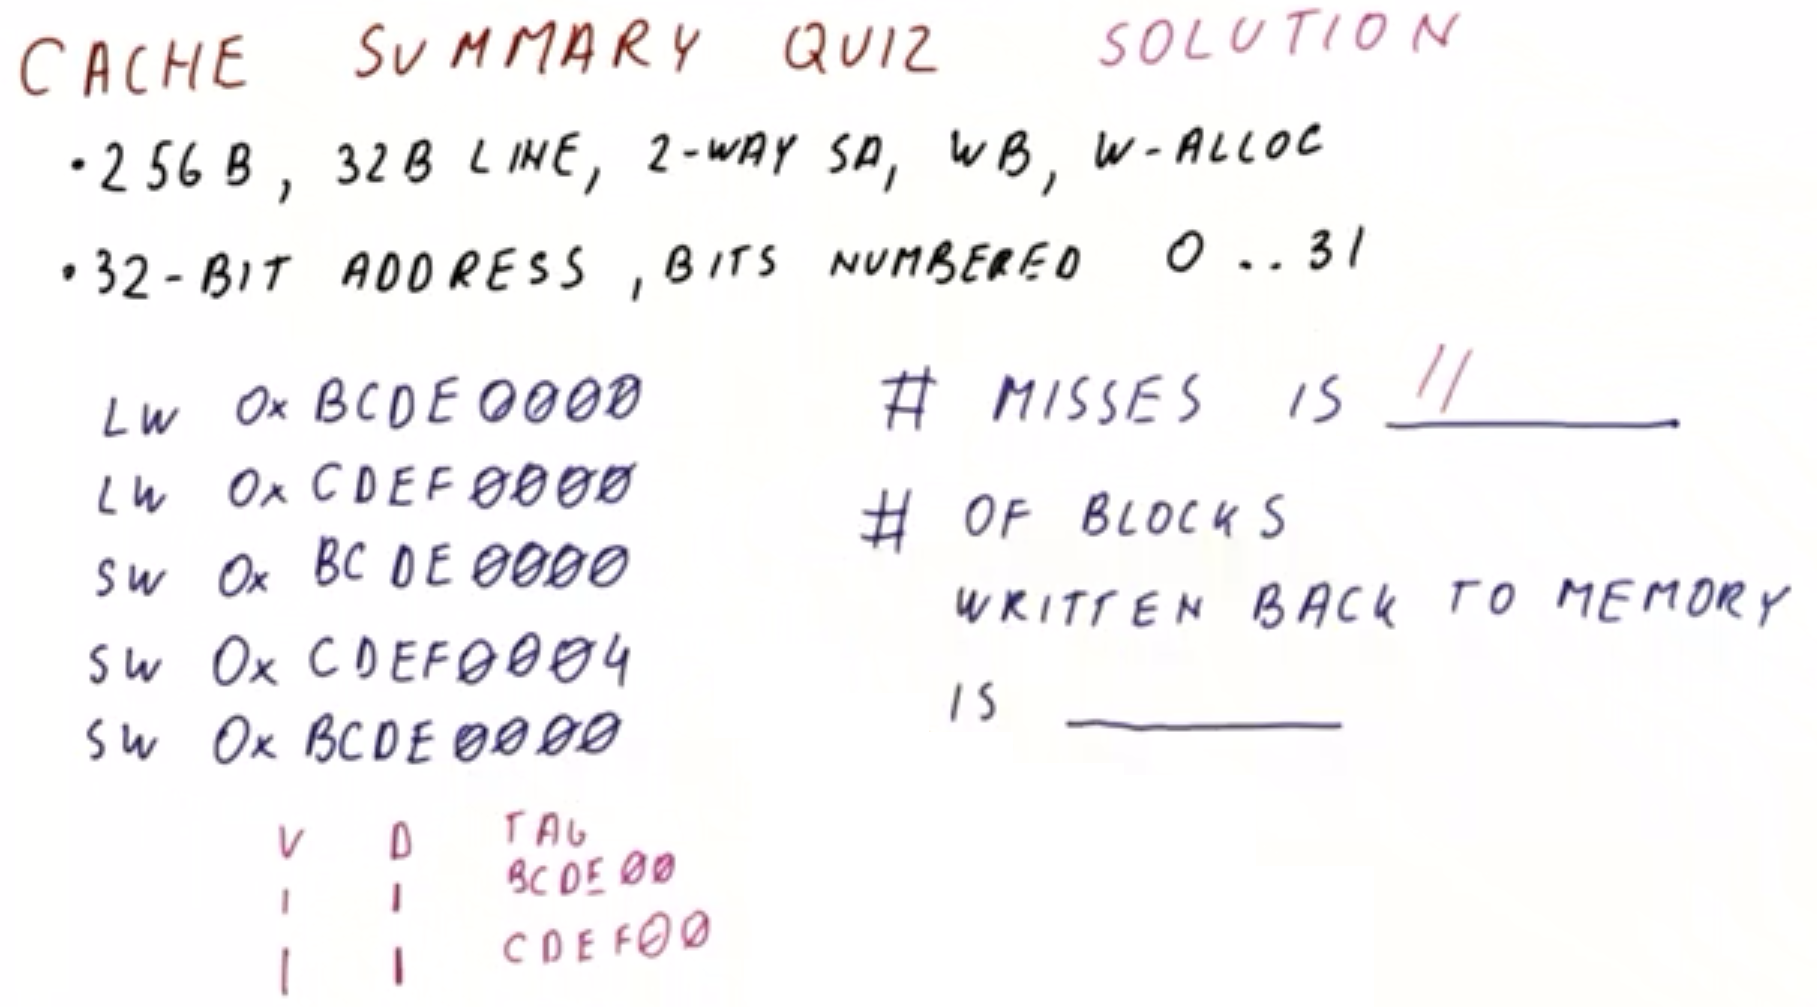 CACHE SUMMARY QUIZ SOLUTION
• 256B, 32B LINE, 2-WAY SA, WB, W-ALLOC
• 32-BIT ADDRESS, BITS NUMBERED 0..31
LW 0xBCDE0000
LW 0xCDEF0000
SW 0xBCDE0000
SW 0xCDEF0004
SW 0xBCDE0000
# MISSES IS 11
# OF BLOCKS
WRITTEN BACK TO MEMORY
IS
V D TAG
1 1 BCDE00
1 1 CDEF00